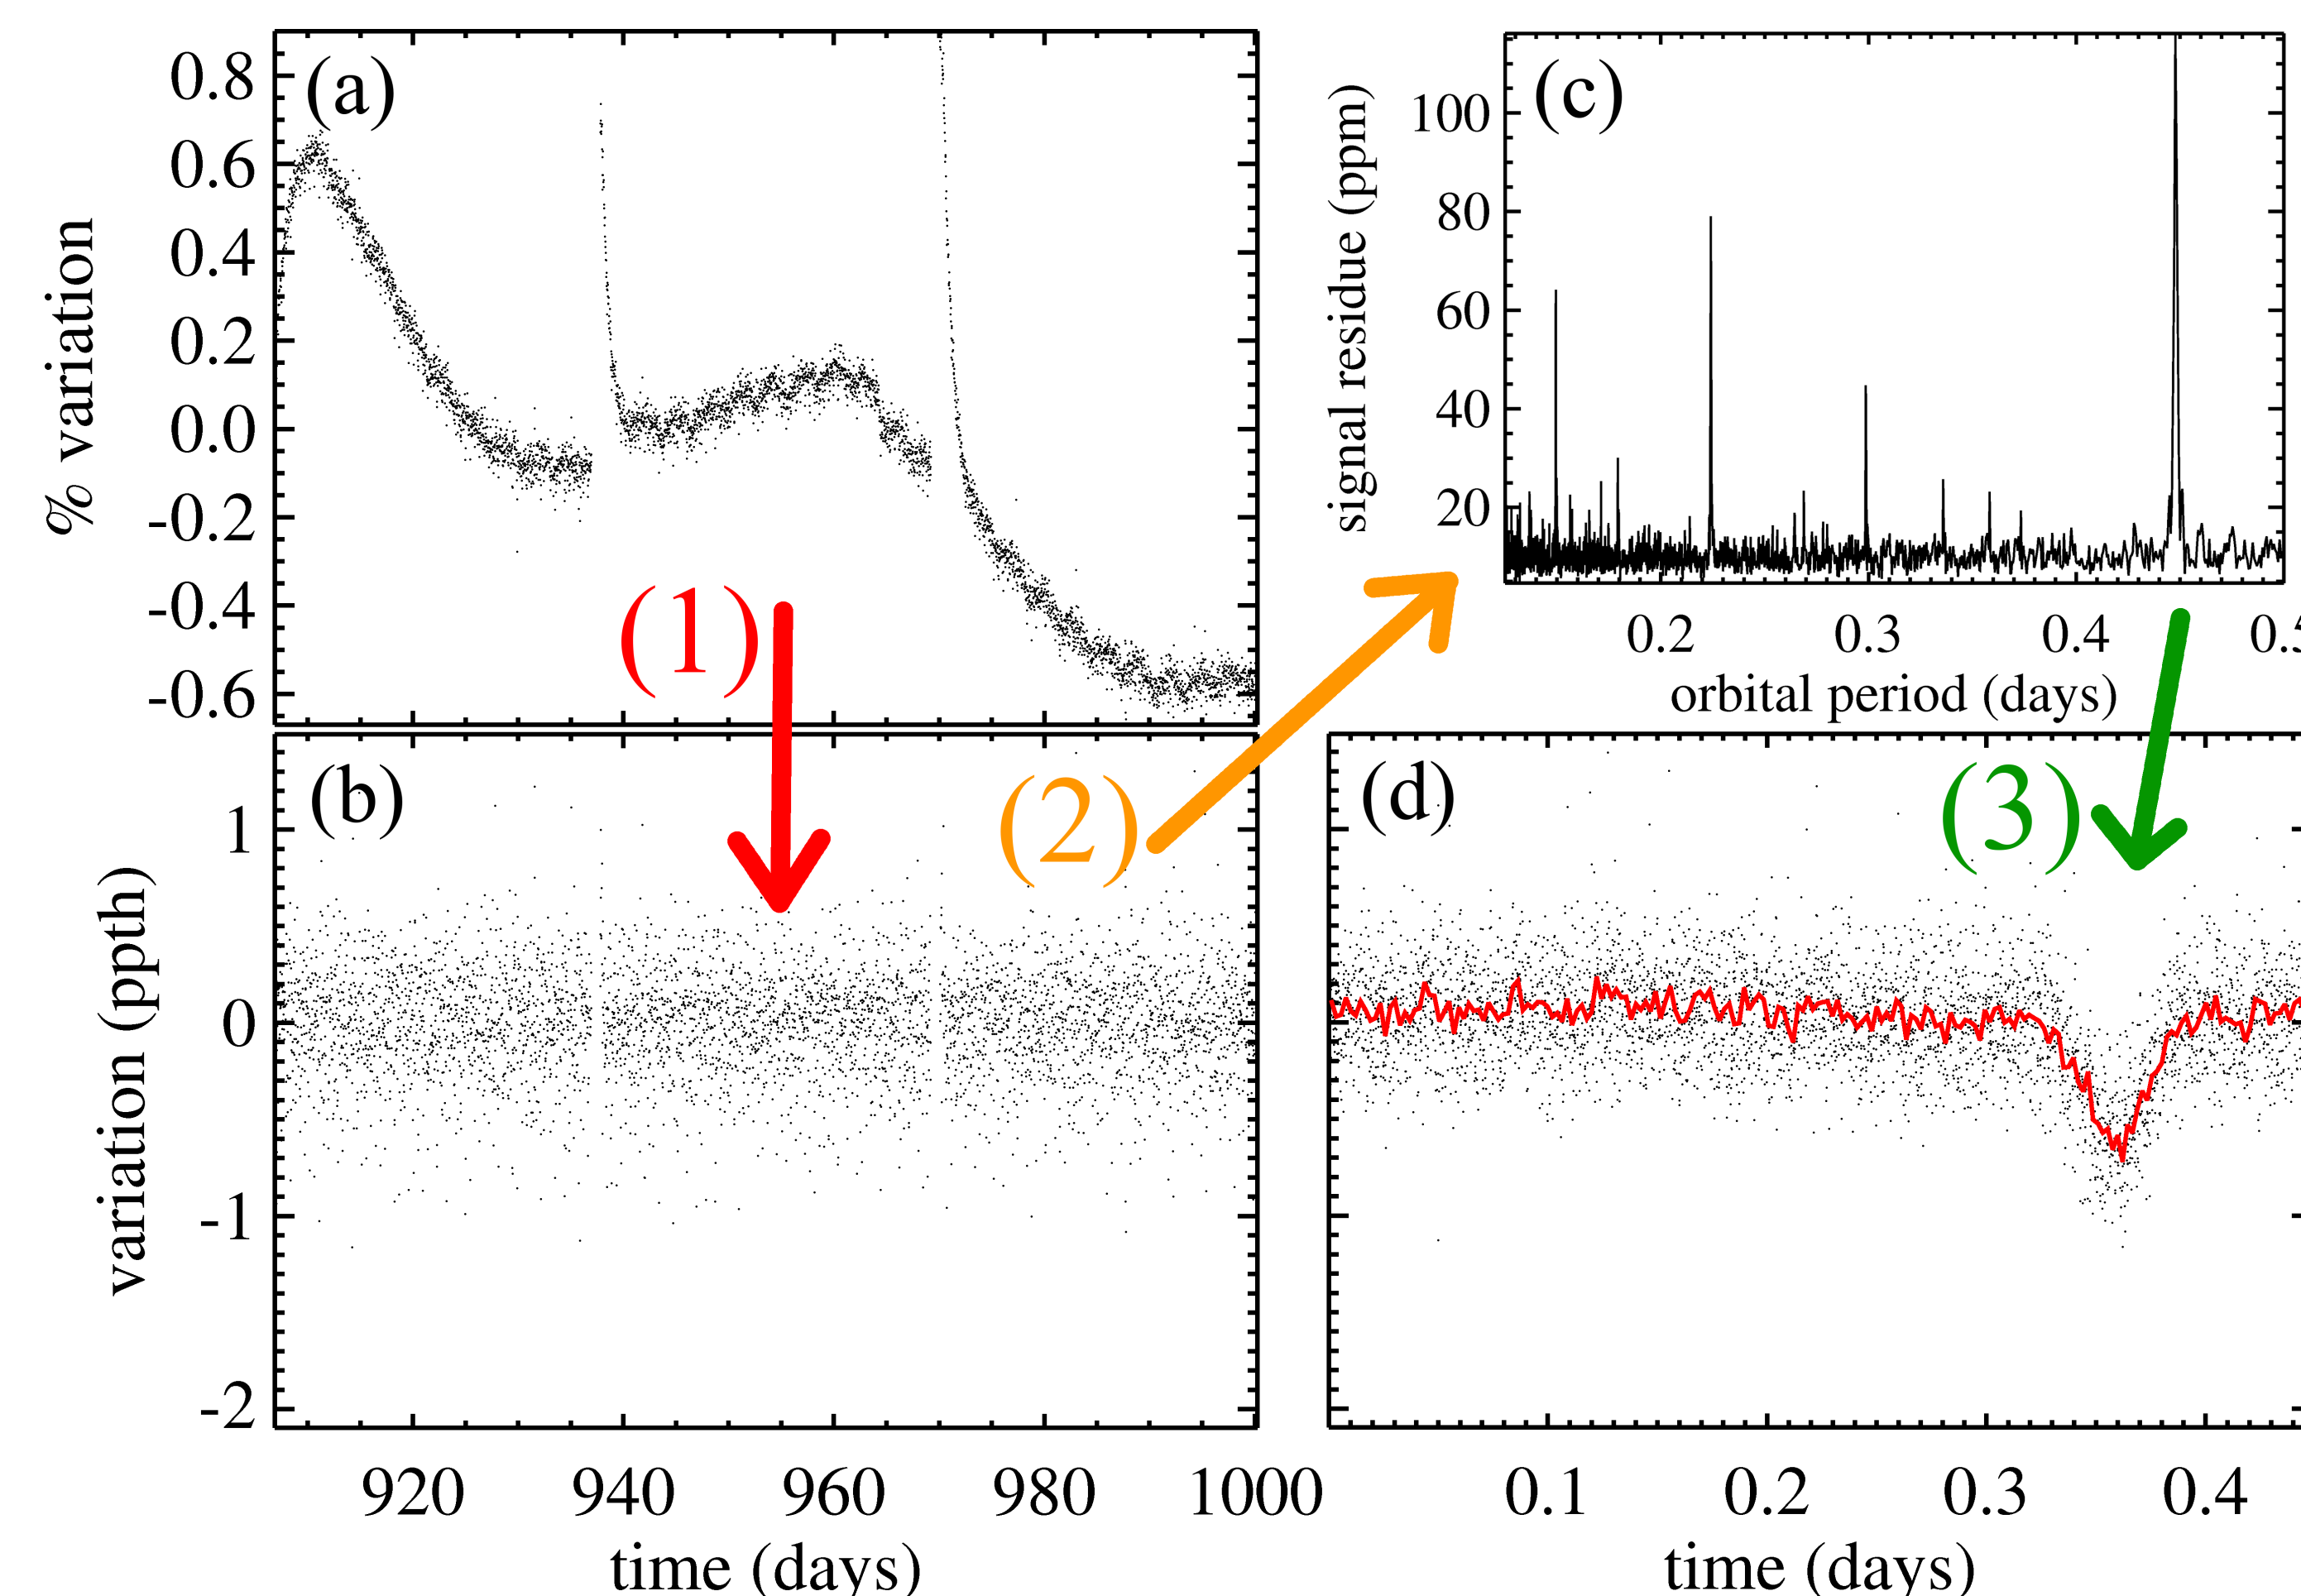 (a)
0.8
0.6
0.4
0.2
0.0
-0.2
-0.4
-0.6
% variation
(1)
(b)
1
0
-1
-2
variation (ppth)
920 940 960 980 1000
time (days)
(2)
(c)
100
80
60
40
20
signal residue (ppm)
0.2 0.3 0.4
orbital period (days)
(3)
(d)
0.1 0.2 0.3 0.4
time (days)